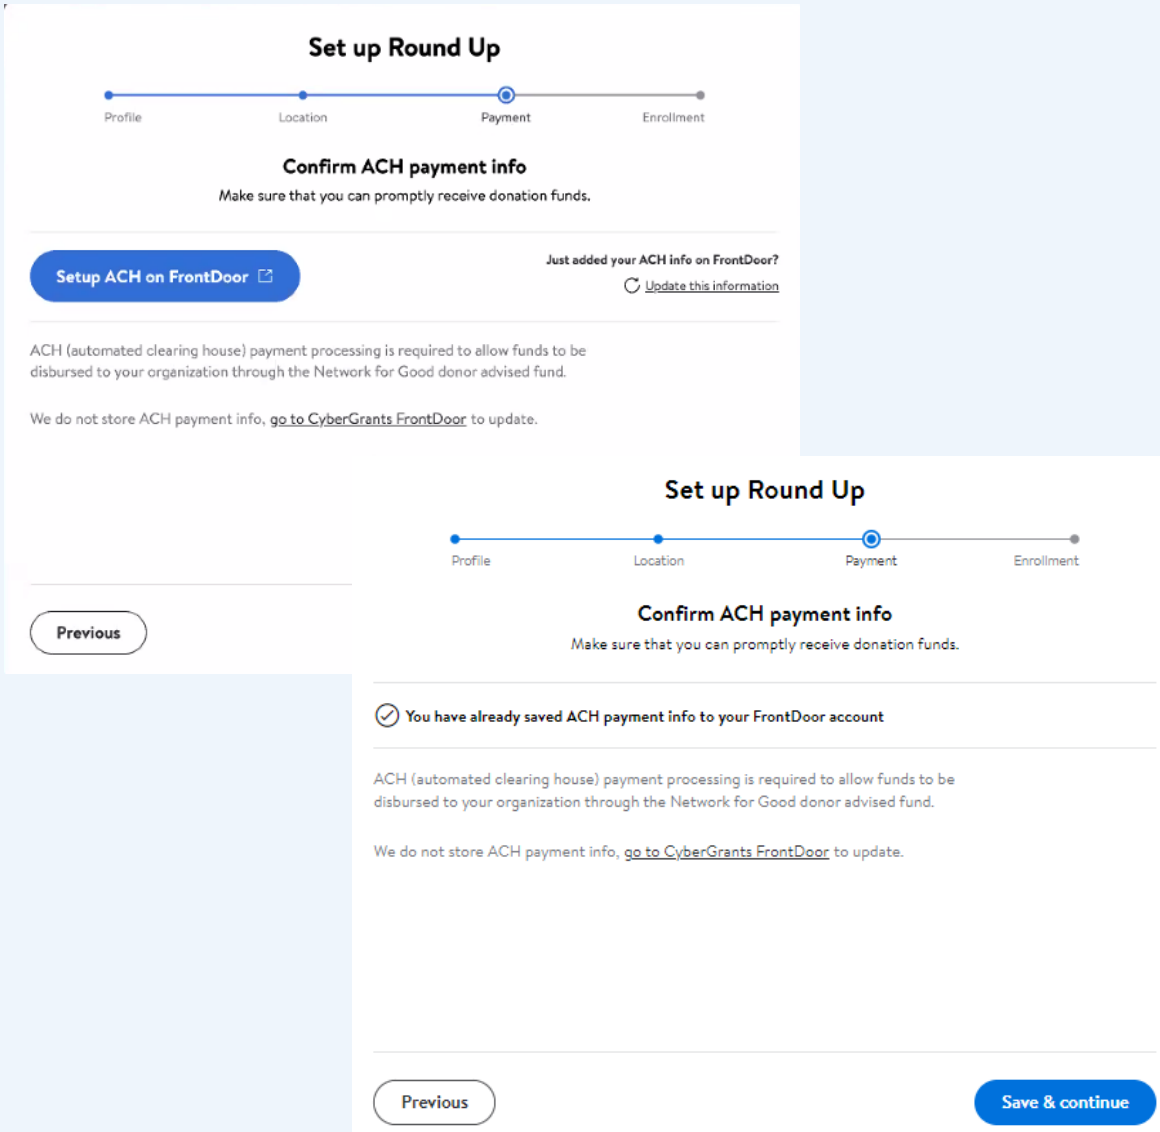 Set up Round Up
Profile Location Payment Enrollment
Confirm ACH payment info
Make sure that you can promptly receive donation funds.
Setup ACH on FrontDoor
Just added your ACH info on FrontDoor?
Update this information
ACH (automated clearing house) payment processing is required to allow funds to be
disbursed to your organization through the Network for Good donor advised fund.
We do not store ACH payment info, go to CyberGrants FrontDoor to update.
Previous
Set up Round Up
Profile Location Payment Enrollment
Confirm ACH payment info
Make sure that you can promptly receive donation funds.
You have already saved ACH payment info to your FrontDoor account
ACH (automated clearing house) payment processing is required to allow funds to be
disbursed to your organization through the Network for Good donor advised fund.
We do not store ACH payment info, go to CyberGrants FrontDoor to update.
Previous
Save & continue